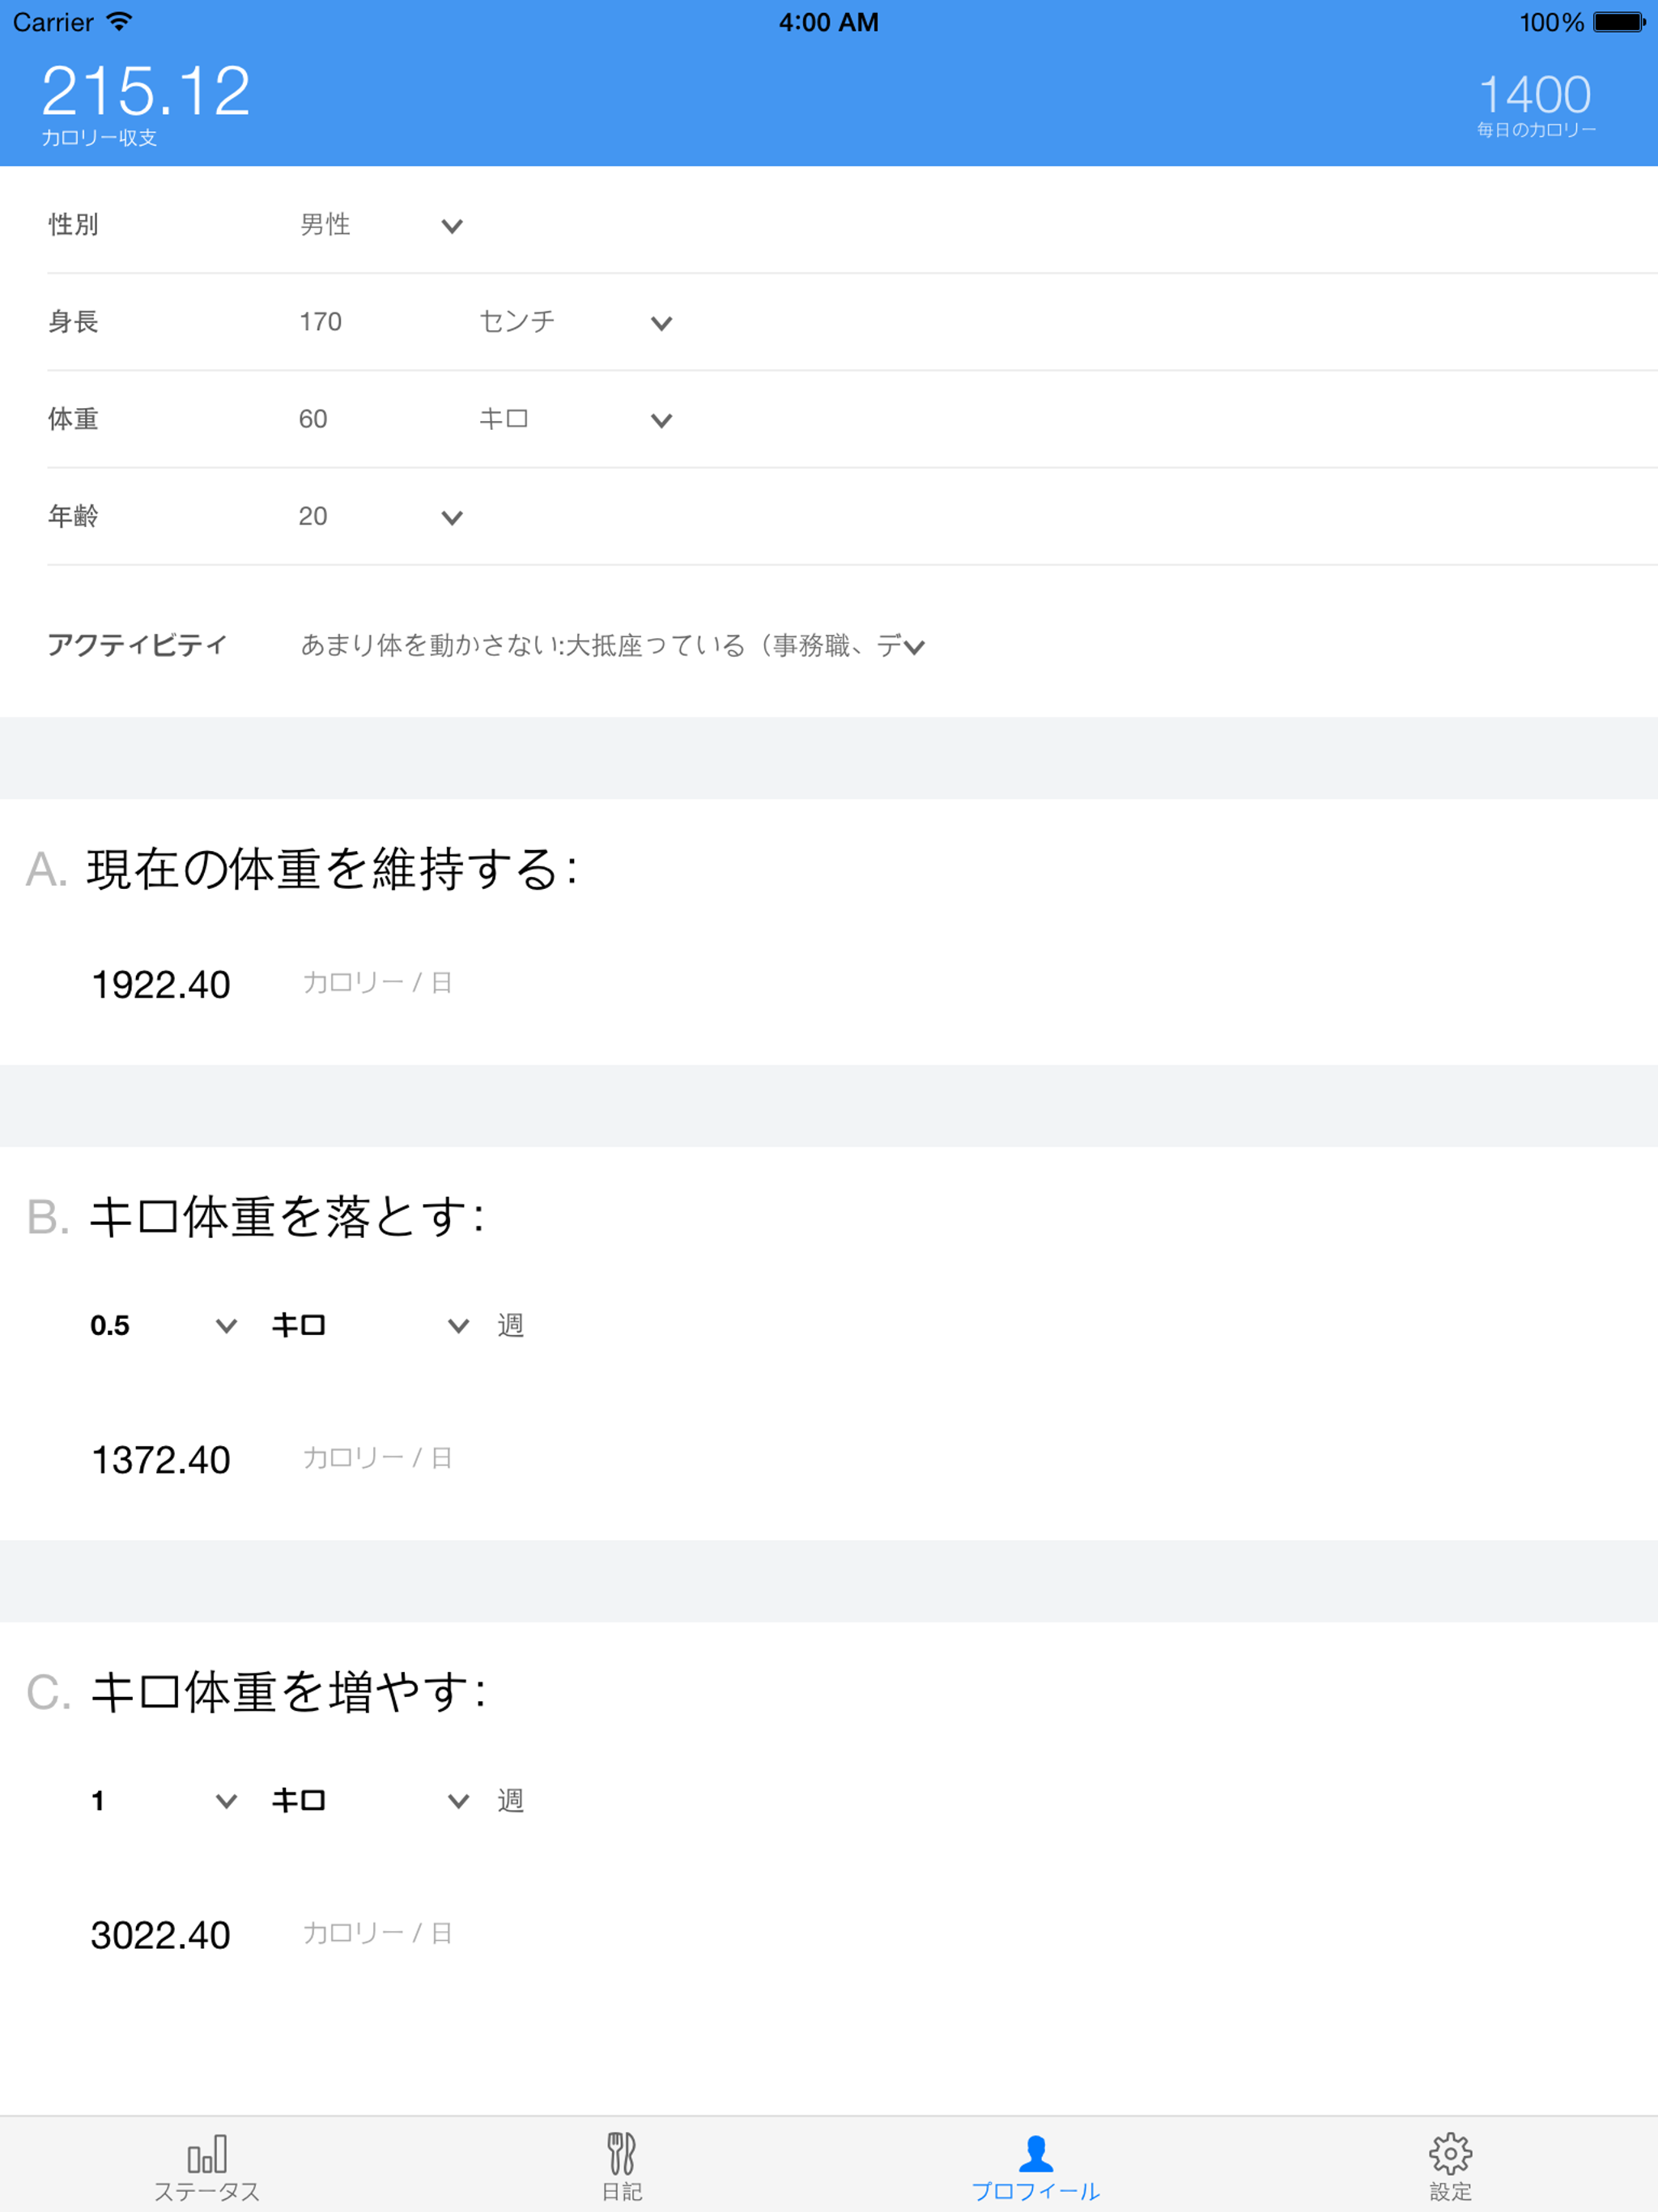 Carrier 4:00 AM 100%
215.12
カロリー収支
1400
毎日のカロリー
性別 男性
身長 170 センチ
体重 60 キロ
年齢 20
アクティビティ あまり体を動かさない:大抵座っている（事務職、デ
A. 現在の体重を維持する:
1922.40 カロリー / 日
B. キロ体重を落とす:
0.5 キロ 週
1372.40 カロリー / 日
C. キロ体重を増やす:
1 キロ 週
3022.40 カロリー / 日
ステータス 日記 プロフィール 設定